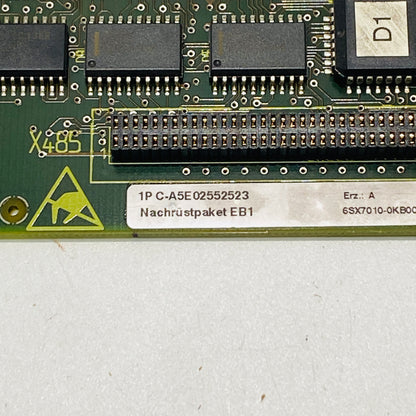 D1
X485
1P C-A5E02552523
Nachrüstpaket EB1
Erz.: A
6SX7010-0KB00